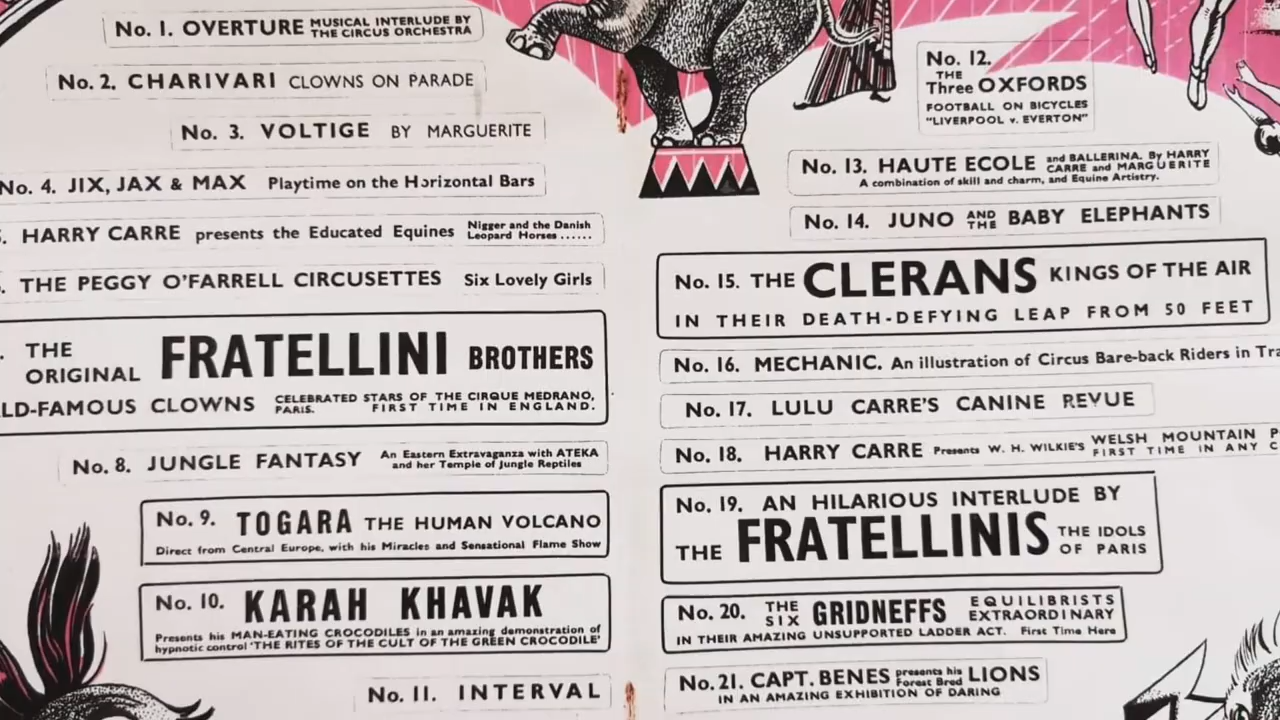 No. 1. OVERTURE MUSICAL INTERLUDE BY
THE CIRCUS ORCHESTRA
No. 2. CHARIVARI CLOWNS ON PARADE
No. 3. VOLTIGE BY MARGUERITE
No. 4. JIX, JAX & MAX Playtime on the Horizontal Bars
. HARRY CARRE presents the Educated Equines Nigger and the Danish
Leopard Horses ......
. THE PEGGY O'FARRELL CIRCUSETTES Six Lovely Girls
. THE
ORIGINAL FRATELLINI BROTHERS
LD-FAMOUS CLOWNS CELEBRATED STARS OF THE CIRQUE MEDRANO,
PARIS. FIRST TIME IN ENGLAND.
No. 8. JUNGLE FANTASY An Eastern Extravaganza with ATEKA
and her Temple of Jungle Reptiles
No. 9. TOGARA THE HUMAN VOLCANO
Direct from Central Europe, with his Miracles and Sensational Flame Show
No. 10. KARAH KHAVAK
Presents his MAN-EATING CROCODILES in an amazing demonstration of
hypnotic control 'THE RITES OF THE CULT OF THE GREEN CROCODILE'
No. 11. INTERVAL
No. 12.
THE
Three OXFORDS
FOOTBALL ON BICYCLES
"LIVERPOOL v. EVERTON"
No. 13. HAUTE ECOLE and BALLERINA. By HARRY
CARRE and MARGUERITE
A combination of skill and charm, and Equine Artistry.
No. 14. JUNO AND THE BABY ELEPHANTS
No. 15. THE CLERANS KINGS OF THE AIR
IN THEIR DEATH-DEFYING LEAP FROM 50 FEET
No. 16. MECHANIC. An illustration of Circus Bare-back Riders in Tra
No. 17. LULU CARRE'S CANINE REVUE
No. 18. HARRY CARRE Presents W. H. WILKIE'S WELSH MOUNTAIN P
FIRST TIME IN ANY C
No. 19. AN HILARIOUS INTERLUDE BY
THE FRATELLINIS THE IDOLS
OF PARIS
No. 20. THE SIX GRIDNEFFS EQUILIBRISTS
EXTRAORDINARY
IN THEIR AMAZING UNSUPPORTED LADDER ACT. First Time Here
No. 21. CAPT. BENES presents his
Forest Bred LIONS
IN AN AMAZING EXHIBITION OF DARING